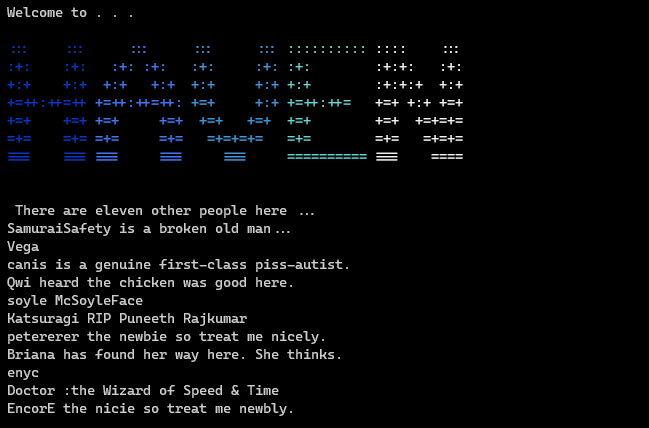 Welcome to . . .
HAVEN
There are eleven other people here ...
SamuraiSafety is a broken old man...
Vega
canis is a genuine first-class piss-autist.
Qwi heard the chicken was good here.
soyle McSoyleFace
Katsuragi RIP Puneeth Rajkumar
petererer the newbie so treat me nicely.
Briana has found her way here. She thinks.
enyc
Doctor :the Wizard of Speed & Time
EncorE the nicie so treat me newbly.